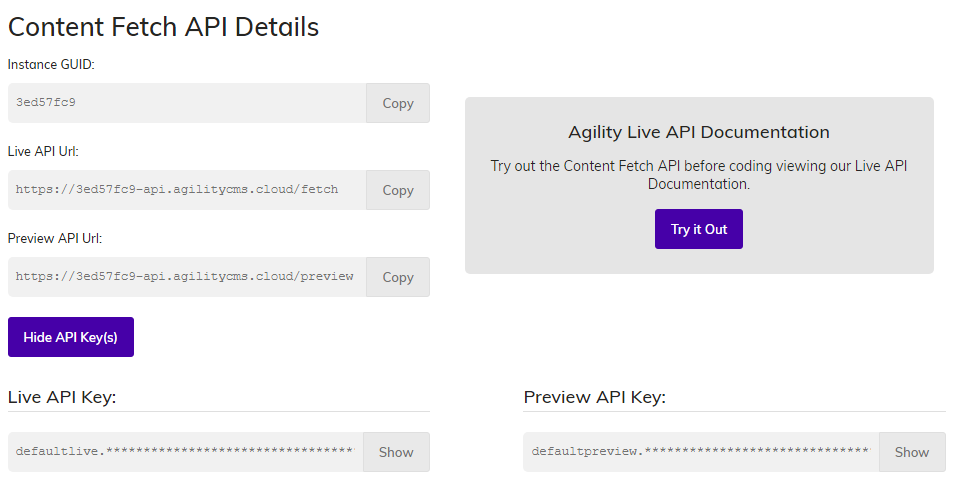 Content Fetch API Details
Instance GUID:
3ed57fc9
Copy
Live API Url:
https://3ed57fc9-api.agilitycms.cloud/fetch
Copy
Preview API Url:
https://3ed57fc9-api.agilitycms.cloud/preview
Copy
Hide API Key(s)
Agility Live API Documentation
Try out the Content Fetch API before coding viewing our Live API
Documentation.
Try it Out
Live API Key:
defaultlive.**********************************
Show
Preview API Key:
defaultpreview.*******************************
Show